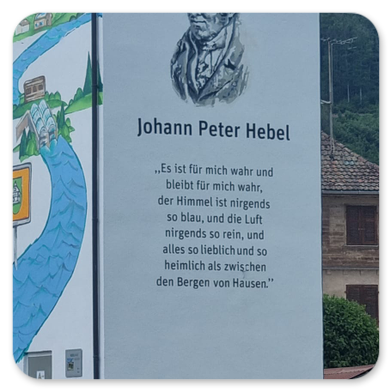 Johann Peter Hebel
„Es ist für mich wahr und
bleibt für mich wahr,
der Himmel ist nirgends
so blau, und die Luft
nirgends so rein, und
alles so lieblich und so
heimlich als zwischen
den Bergen von Hausen.”